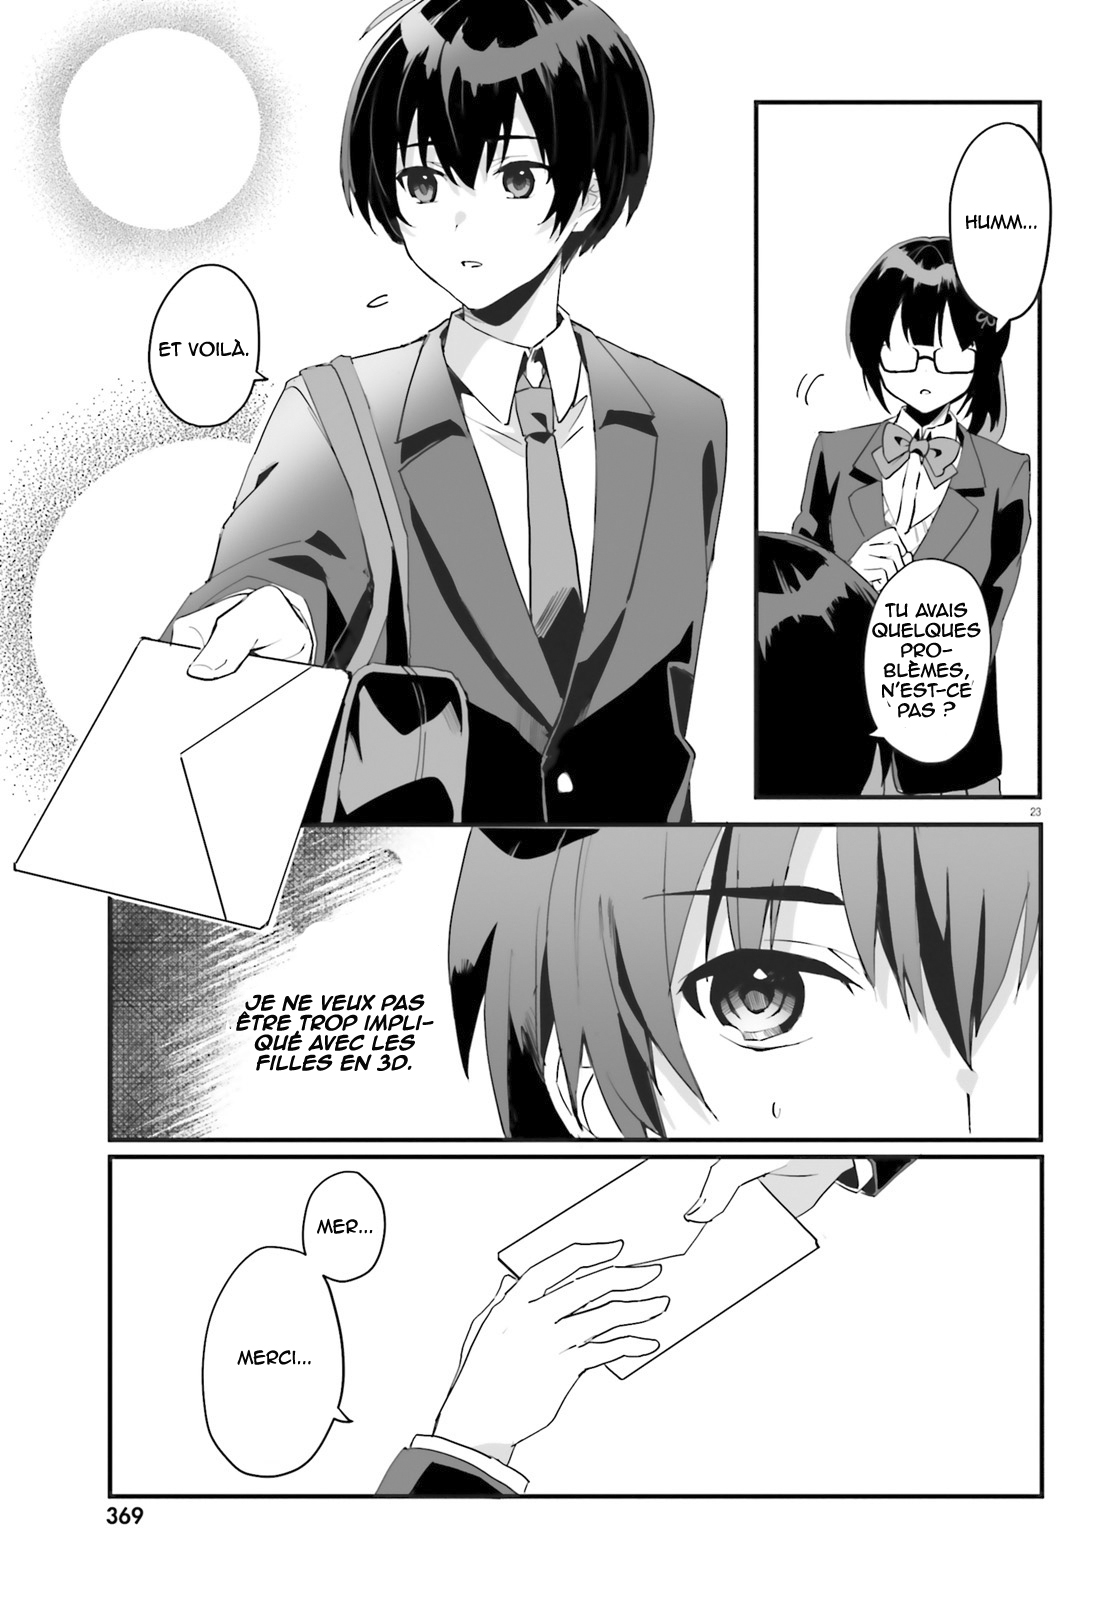 HUMM...
TU AVAIS
QUELQUES
PRO-
BLÈMES,
N'EST-CE
PAS ?
ET VOILÀ.
23
JE NE VEUX PAS
ÊTRE TROP IMPLI-
QUÉ AVEC LES
FILLES EN 3D.
MER...
MERCI...
369